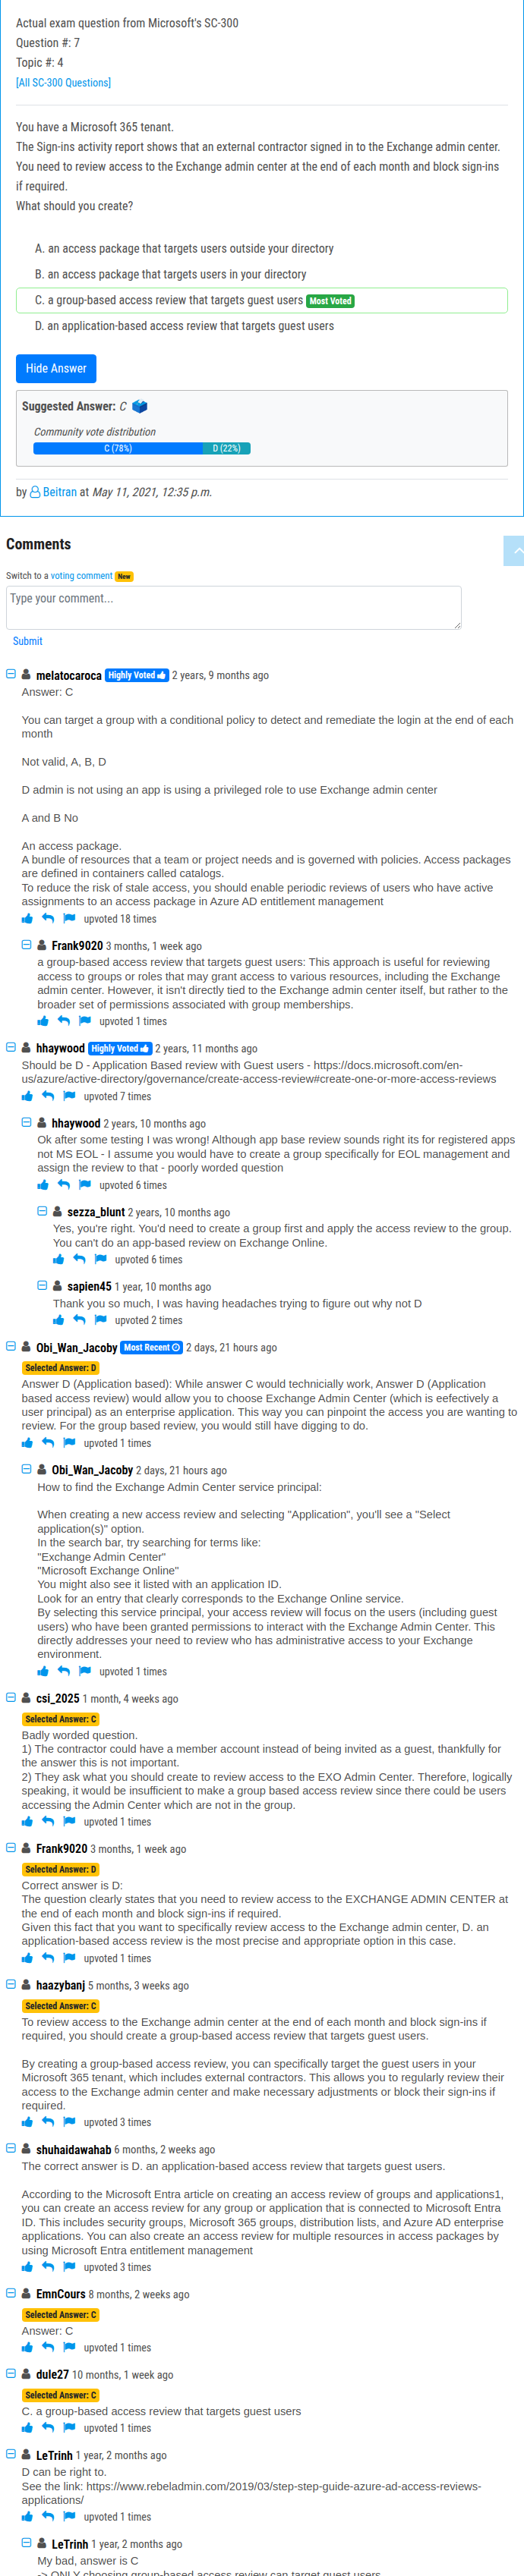 Actual exam question from Microsoft's SC-300
Question #: 7
Topic #: 4
[All SC-300 Questions]
You have a Microsoft 365 tenant.
The Sign-ins activity report shows that an external contractor signed in to the Exchange admin center.
You need to review access to the Exchange admin center at the end of each month and block sign-ins
if required.
What should you create?
A. an access package that targets users outside your directory
B. an access package that targets users in your directory
C. a group-based access review that targets guest users Most Voted
D. an application-based access review that targets guest users
Hide Answer
Suggested Answer: C
Community vote distribution
C (78%) D (22%)
by Beitran at May 11, 2021, 12:35 p.m.
Comments
Switch to a voting comment New
Type your comment...
Submit
melatocaroca Highly Voted 2 years, 9 months ago
Answer: C
You can target a group with a conditional policy to detect and remediate the login at the end of each
month
Not valid, A, B, D
D admin is not using an app is using a privileged role to use Exchange admin center
A and B No
An access package.
A bundle of resources that a team or project needs and is governed with policies. Access packages
are defined in containers called catalogs.
To reduce the risk of stale access, you should enable periodic reviews of users who have active
assignments to an access package in Azure AD entitlement management
upvoted 18 times
Frank9020 3 months, 1 week ago
a group-based access review that targets guest users: This approach is useful for reviewing
access to groups or roles that may grant access to various resources, including the Exchange
admin center. However, it isn't directly tied to the Exchange admin center itself, but rather to the
broader set of permissions associated with group memberships.
upvoted 1 times
hhaywood Highly Voted 2 years, 11 months ago
Should be D - Application Based review with Guest users - https://docs.microsoft.com/en-
us/azure/active-directory/governance/create-access-review#create-one-or-more-access-reviews
upvoted 7 times
hhaywood 2 years, 10 months ago
Ok after some testing I was wrong! Although app base review sounds right its for registered apps
not MS EOL - I assume you would have to create a group specifically for EOL management and
assign the review to that - poorly worded question
upvoted 6 times
sezza_blunt 2 years, 10 months ago
Yes, you're right. You'd need to create a group first and apply the access review to the group.
You can't do an app-based review on Exchange Online.
upvoted 6 times
sapien45 1 year, 10 months ago
Thank you so much, I was having headaches trying to figure out why not D
upvoted 2 times
Obi_Wan_Jacoby Most Recent 2 days, 21 hours ago
Selected Answer: D
Answer D (Application based): While answer C would technicially work, Answer D (Application
based access review) would allow you to choose Exchange Admin Center (which is eefectively a
user principal) as an enterprise application. This way you can pinpoint the access you are wanting to
review. For the group based review, you would still have digging to do.
upvoted 1 times
Obi_Wan_Jacoby 2 days, 21 hours ago
How to find the Exchange Admin Center service principal:
When creating a new access review and selecting "Application", you'll see a "Select
application(s)" option.
In the search bar, try searching for terms like:
"Exchange Admin Center"
"Microsoft Exchange Online"
You might also see it listed with an application ID.
Look for an entry that clearly corresponds to the Exchange Online service.
By selecting this service principal, your access review will focus on the users (including guest
users) who have been granted permissions to interact with the Exchange Admin Center. This
directly addresses your need to review who has administrative access to your Exchange
environment.
upvoted 1 times
csi_2025 1 month, 4 weeks ago
Selected Answer: C
Badly worded question.
1) The contractor could have a member account instead of being invited as a guest, thankfully for
the answer this is not important.
2) They ask what you should create to review access to the EXO Admin Center. Therefore, logically
speaking, it would be insufficient to make a group based access review since there could be users
accessing the Admin Center which are not in the group.
upvoted 1 times
Frank9020 3 months, 1 week ago
Selected Answer: D
Correct answer is D:
The question clearly states that you need to review access to the EXCHANGE ADMIN CENTER at
the end of each month and block sign-ins if required.
Given this fact that you want to specifically review access to the Exchange admin center, D. an
application-based access review is the most precise and appropriate option in this case.
upvoted 1 times
haazybanj 5 months, 3 weeks ago
Selected Answer: C
To review access to the Exchange admin center at the end of each month and block sign-ins if
required, you should create a group-based access review that targets guest users.
By creating a group-based access review, you can specifically target the guest users in your
Microsoft 365 tenant, which includes external contractors. This allows you to regularly review their
access to the Exchange admin center and make necessary adjustments or block their sign-ins if
required.
upvoted 3 times
shuhaidawahab 6 months, 2 weeks ago
The correct answer is D. an application-based access review that targets guest users.
According to the Microsoft Entra article on creating an access review of groups and applications1,
you can create an access review for any group or application that is connected to Microsoft Entra
ID. This includes security groups, Microsoft 365 groups, distribution lists, and Azure AD enterprise
applications. You can also create an access review for multiple resources in access packages by
using Microsoft Entra entitlement management
upvoted 3 times
EmnCours 8 months, 2 weeks ago
Selected Answer: C
Answer: C
upvoted 1 times
dule27 10 months, 1 week ago
Selected Answer: C
C. a group-based access review that targets guest users
upvoted 1 times
LeTrinh 1 year, 2 months ago
D can be right to.
See the link: https://www.rebeladmin.com/2019/03/step-step-guide-azure-ad-access-reviews-
applications/
upvoted 1 times
LeTrinh 1 year, 2 months ago
My bad, answer is C
-> ONLY choosing group-based access review can target guest users